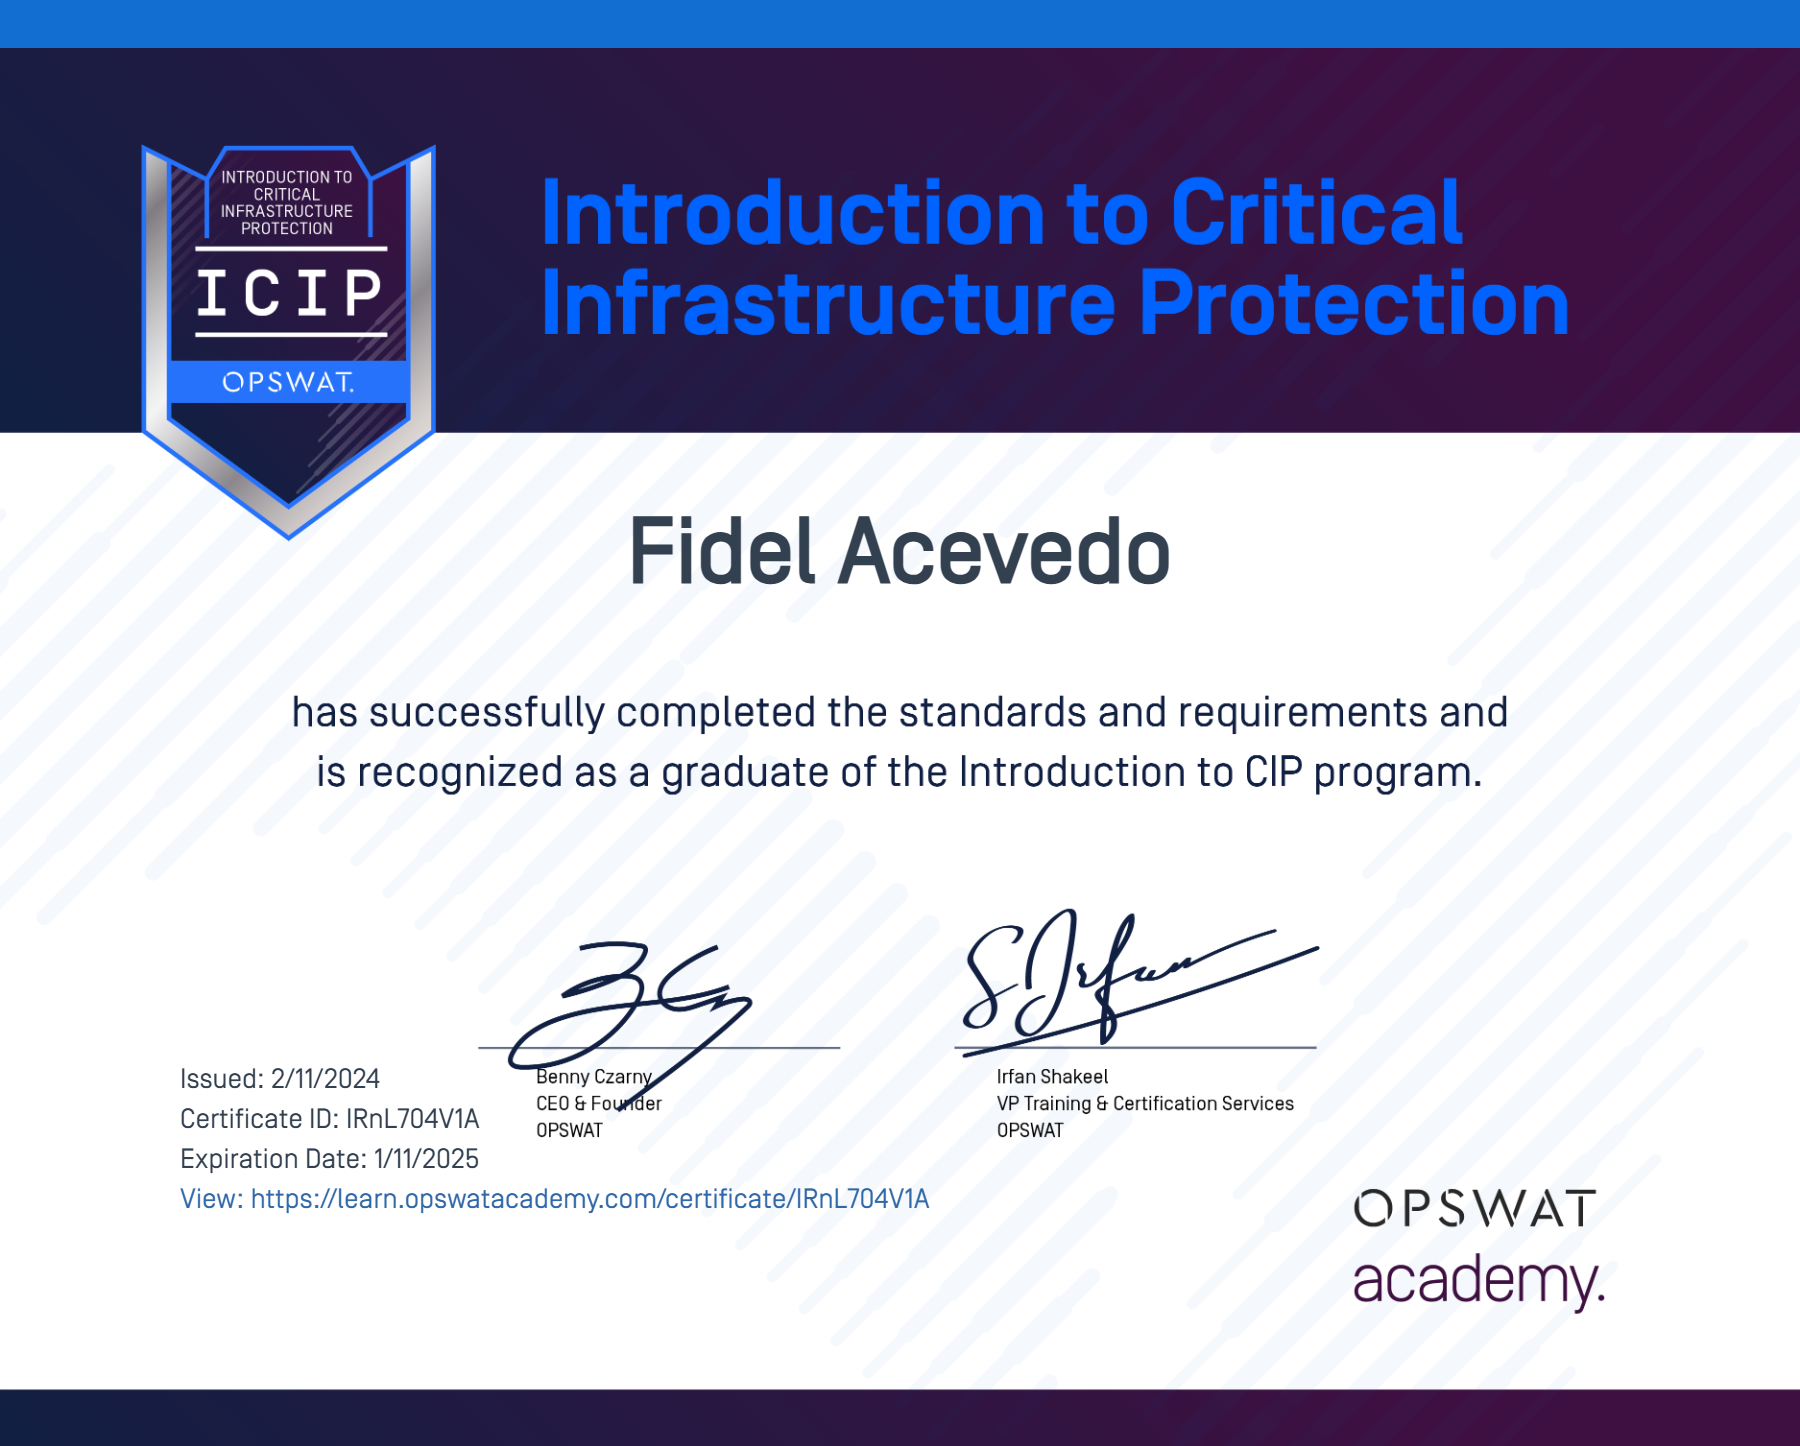 INTRODUCTION TO
CRITICAL
INFRASTRUCTURE
PROTECTION
ICIP
OPSWAT.
Introduction to Critical
Infrastructure Protection
Fidel Acevedo
has successfully completed the standards and requirements and
is recognized as a graduate of the Introduction to CIP program.
Benny Czarny
CEO & Founder
OPSWAT
S Irfan
Irfan Shakeel
VP Training & Certification Services
OPSWAT
Issued: 2/11/2024
Certificate ID: IRnL704V1A
Expiration Date: 1/11/2025
View: https://learn.opswatacademy.com/certificate/IRnL704V1A
OPSWAT
academy.